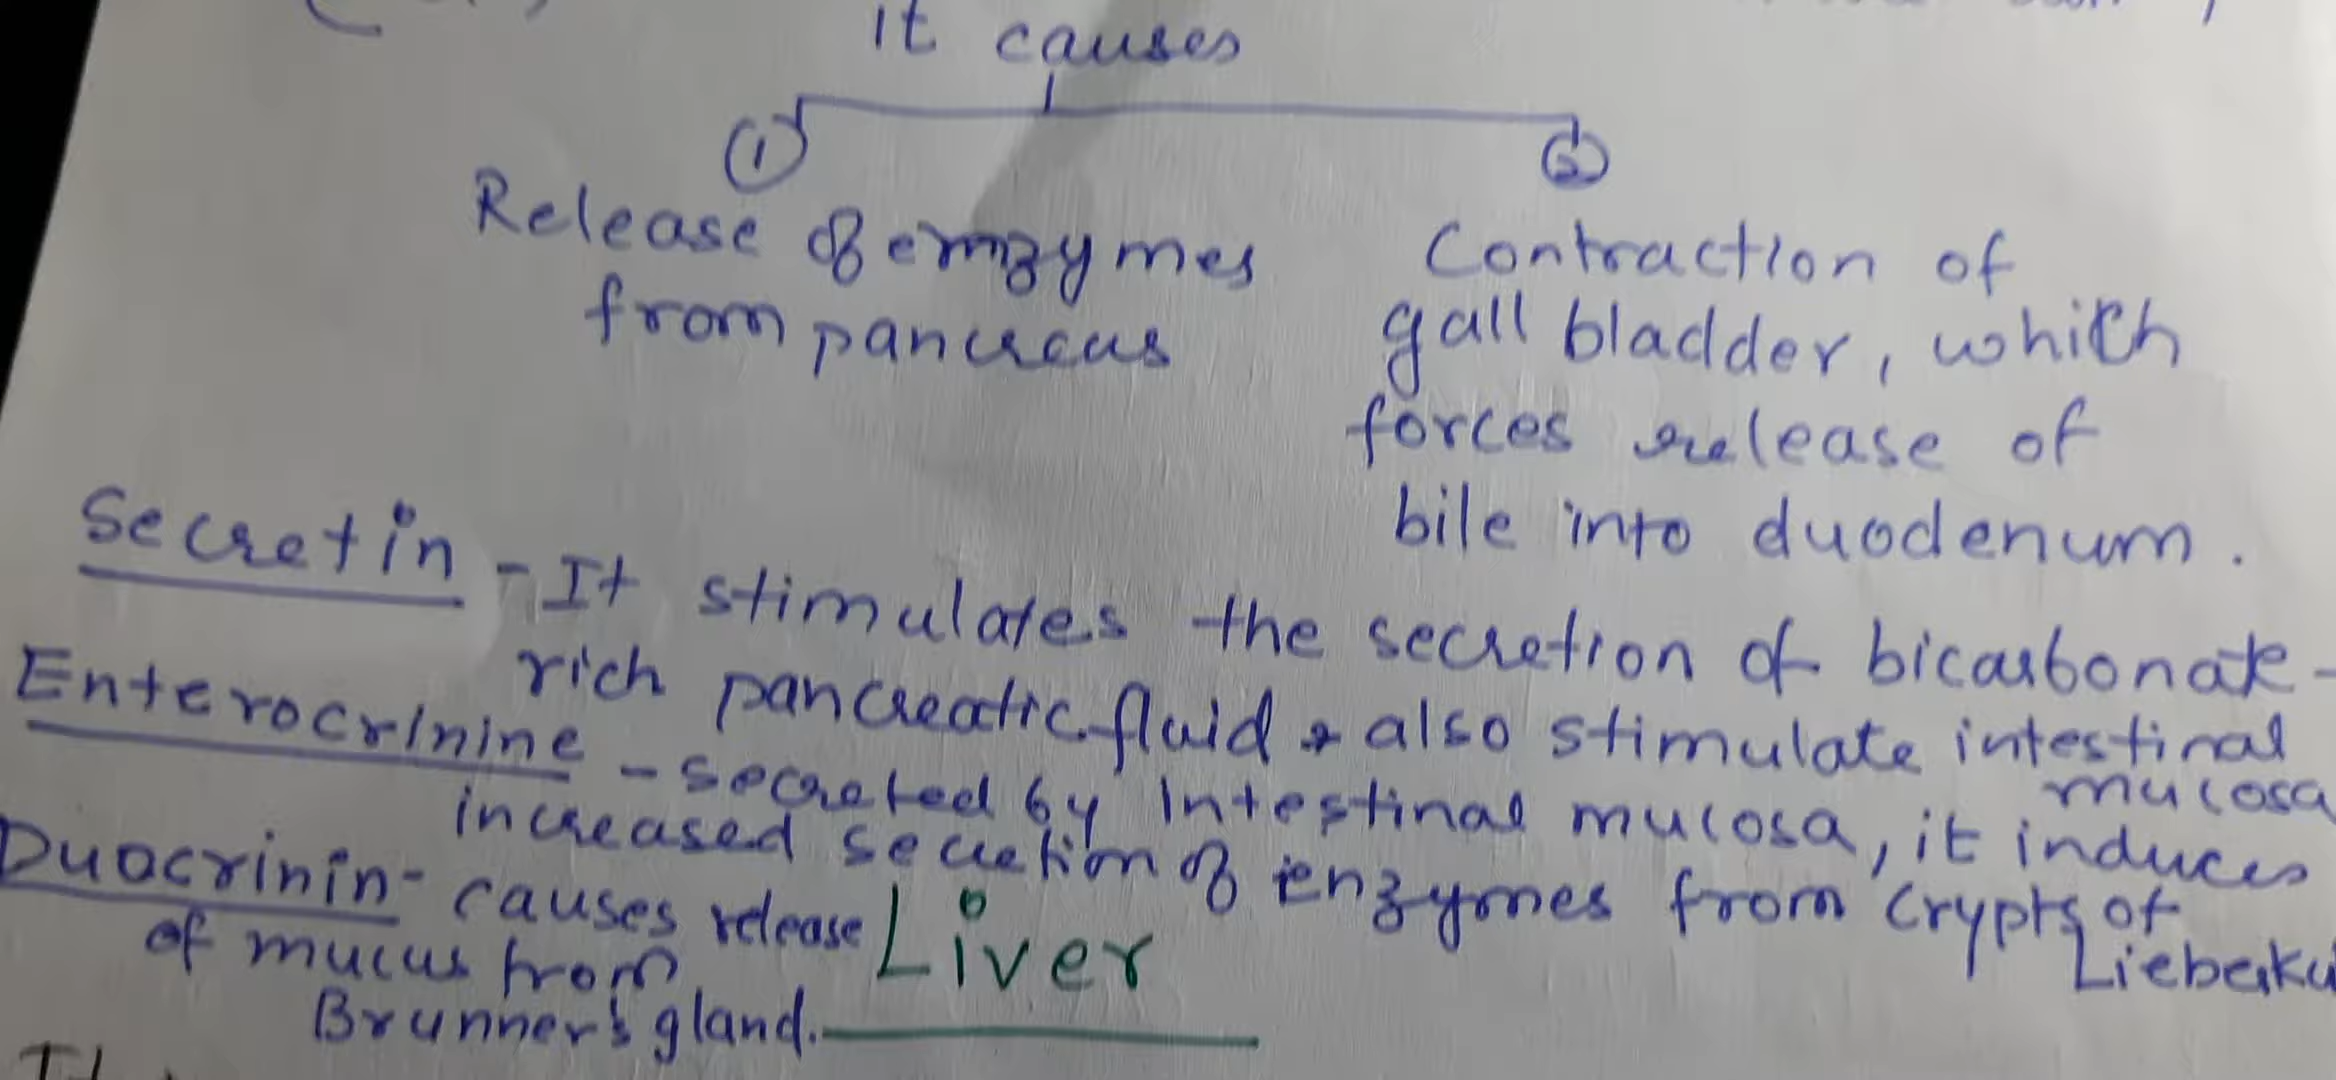 It causes
1
2
Release of enzymes
from pancreas
Contraction of
gall bladder, which
forces release of
bile into duodenum.
Secretin - It stimulates the secretion of bicarbonate-
rich pancreatic fluid & also stimulate intestinal
mucosa
Enterocrinine - secreted by Intestinal mucosa, it induces
increased secretion of enzymes from crypts of
Duocrinin - causes release
of mucus from
Brunner's gland.
Liver